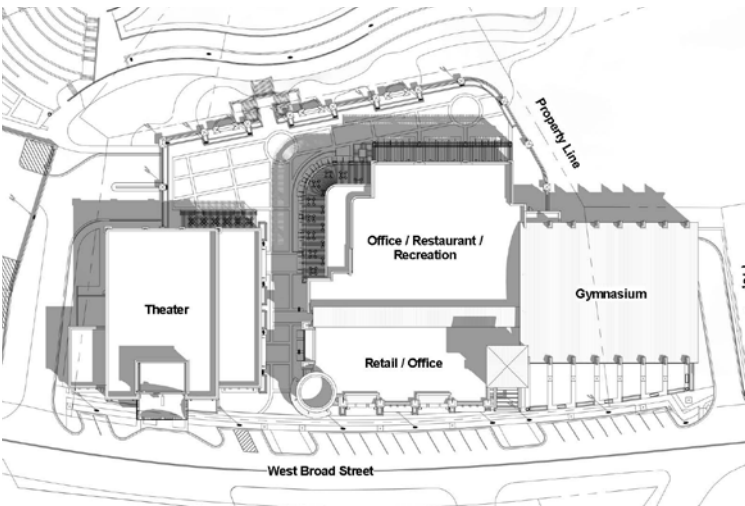 Property Line
Office / Restaurant /
Recreation
Theater
Gymnasium
Retail / Office
West Broad Street